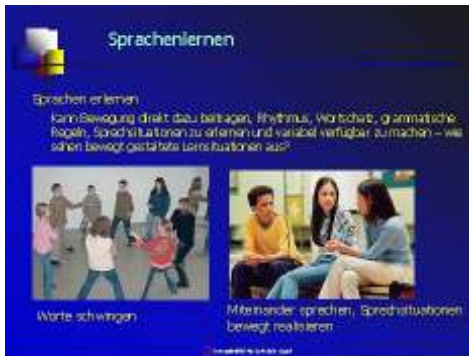 Sprachenlernen
Sprachen erlernen
Kann Bewegung direkt dazu beitragen, Rhythmus, Wortschatz, grammatische
Regeln, Sprechsituationen zu erlernen und variabel verfügbar zu machen – wie
sehen bewegt gestaltete Lernsituationen aus?
Worte schwingen
Miteinander sprechen, Sprechsituationen
bewegt realisieren